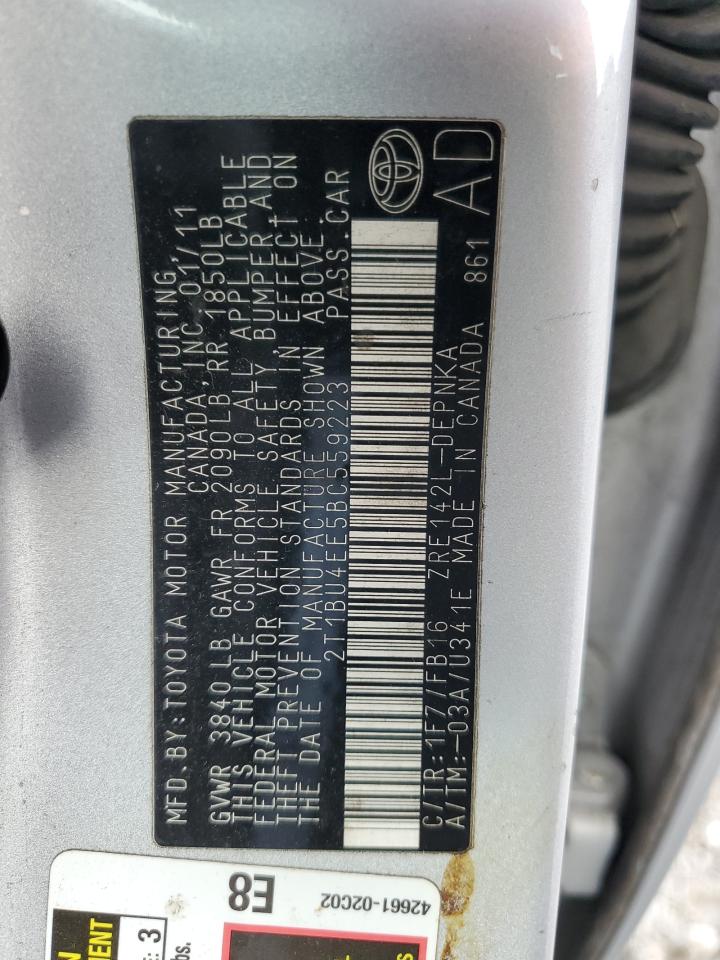 MFD.BY:TOYOTA MOTOR MANUFACTURING,
CANADA, INC. 01/11
GVWR 3840LB GAWR FR 2090LB RR 1850LB
THIS VEHICLE CONFORMS TO ALL APPLICABLE
FEDERAL MOTOR VEHICLE SAFETY, BUMPER, AND
THEFT PREVENTION STANDARDS IN EFFECT ON
THE DATE OF MANUFACTURE SHOWN ABOVE.
2T1BU4EE5BC559223 PASS.CAR
C/TR:1F7/FB16 ZRE142L-DEPNKA
A/TM:-03A/U341E MADE IN CANADA 861
AD
E8
42661-02C02
3